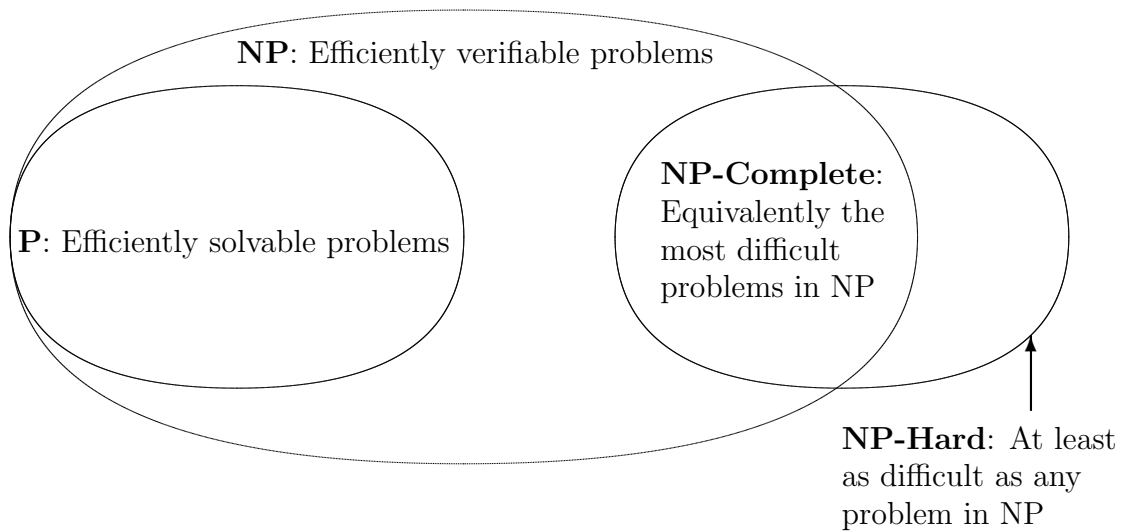 NP: Efficiently verifiable problems
P: Efficiently solvable problems
NP-Complete:
Equivalently the
most difficult
problems in NP
NP-Hard: At least
as difficult as any
problem in NP